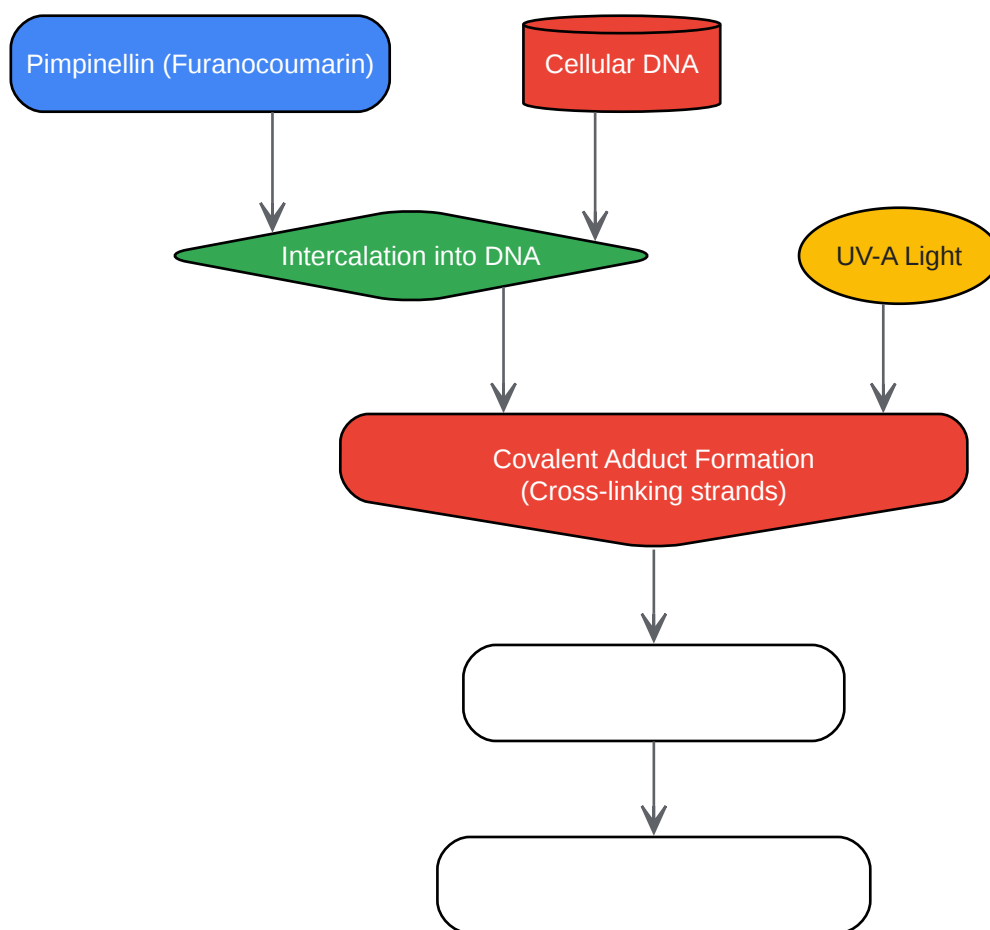 Pimpinellin (Furanocoumarin)
Cellular DNA
Intercalation into DNA
UV-A Light
Covalent Adduct Formation
(Cross-linking strands)